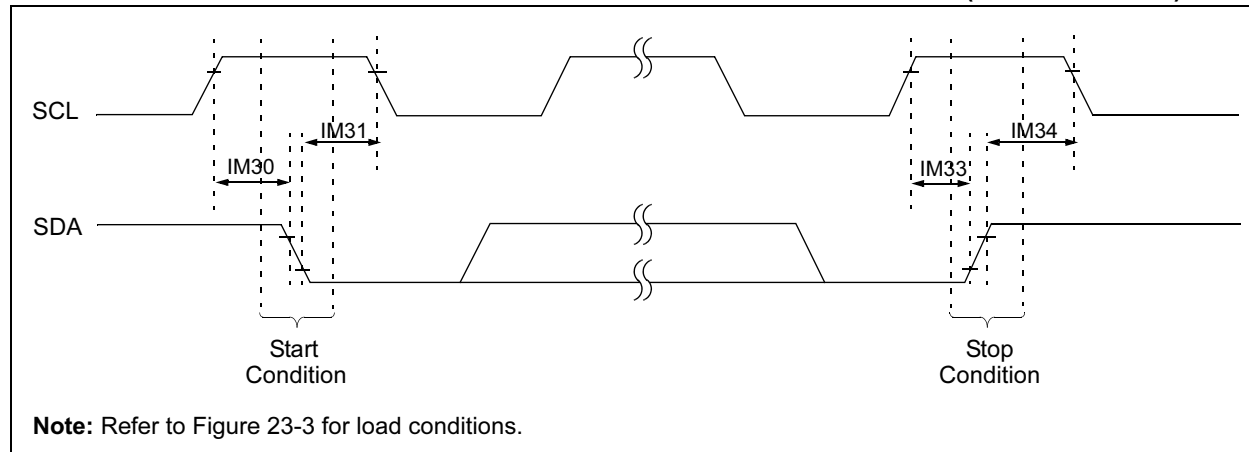 SCL
IM31
IM34
IM30
IM33
SDA
Start
Condition
Stop
Condition
Note: Refer to Figure 23-3 for load conditions.